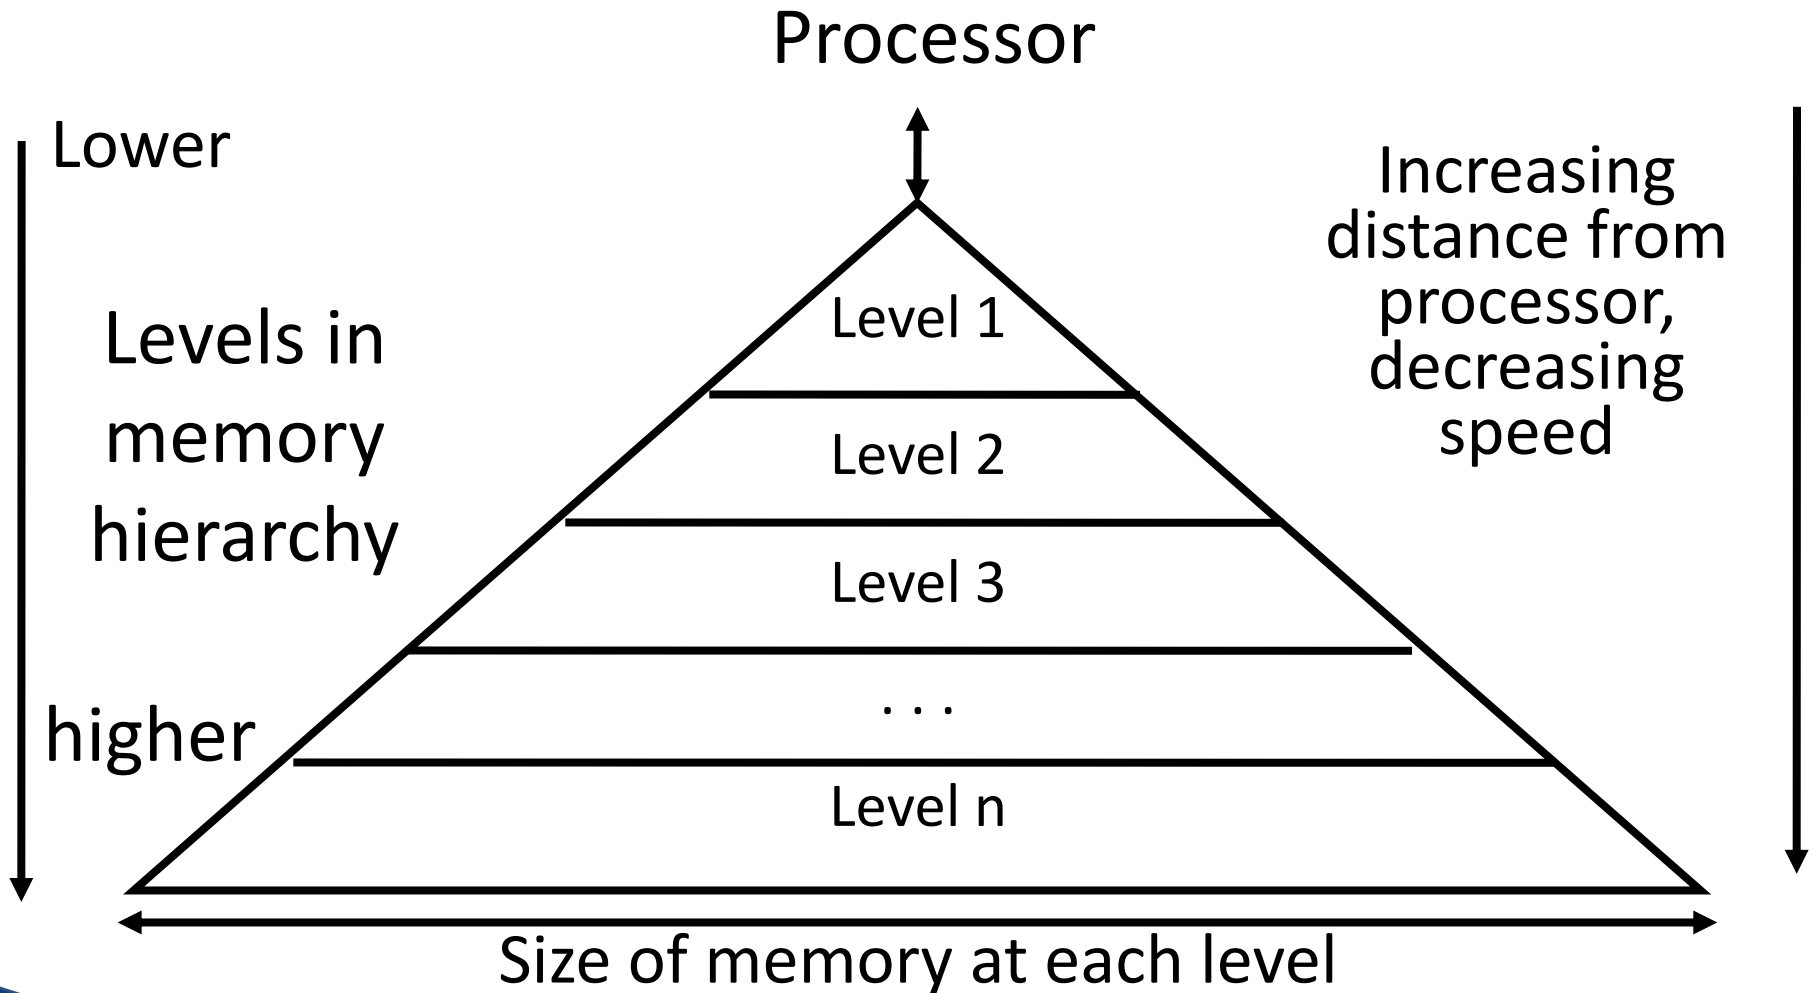 Processor
Lower
Increasing
distance from
processor,
decreasing
speed
Levels in
memory
hierarchy
higher
Level 1
Level 2
Level 3
. . .
Level n
Size of memory at each level